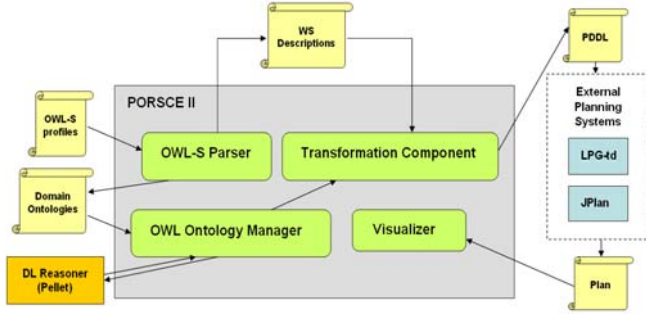 WS
Descriptions
PDDL
PORSCE II
External
Planning
Systems
OWL-S
profiles
OWL-S Parser
Transformation Component
LPG-td
Domain
Ontologies
JPlan
OWL Ontology Manager
Visualizer
DL Reasoner
(Pellet)
Plan